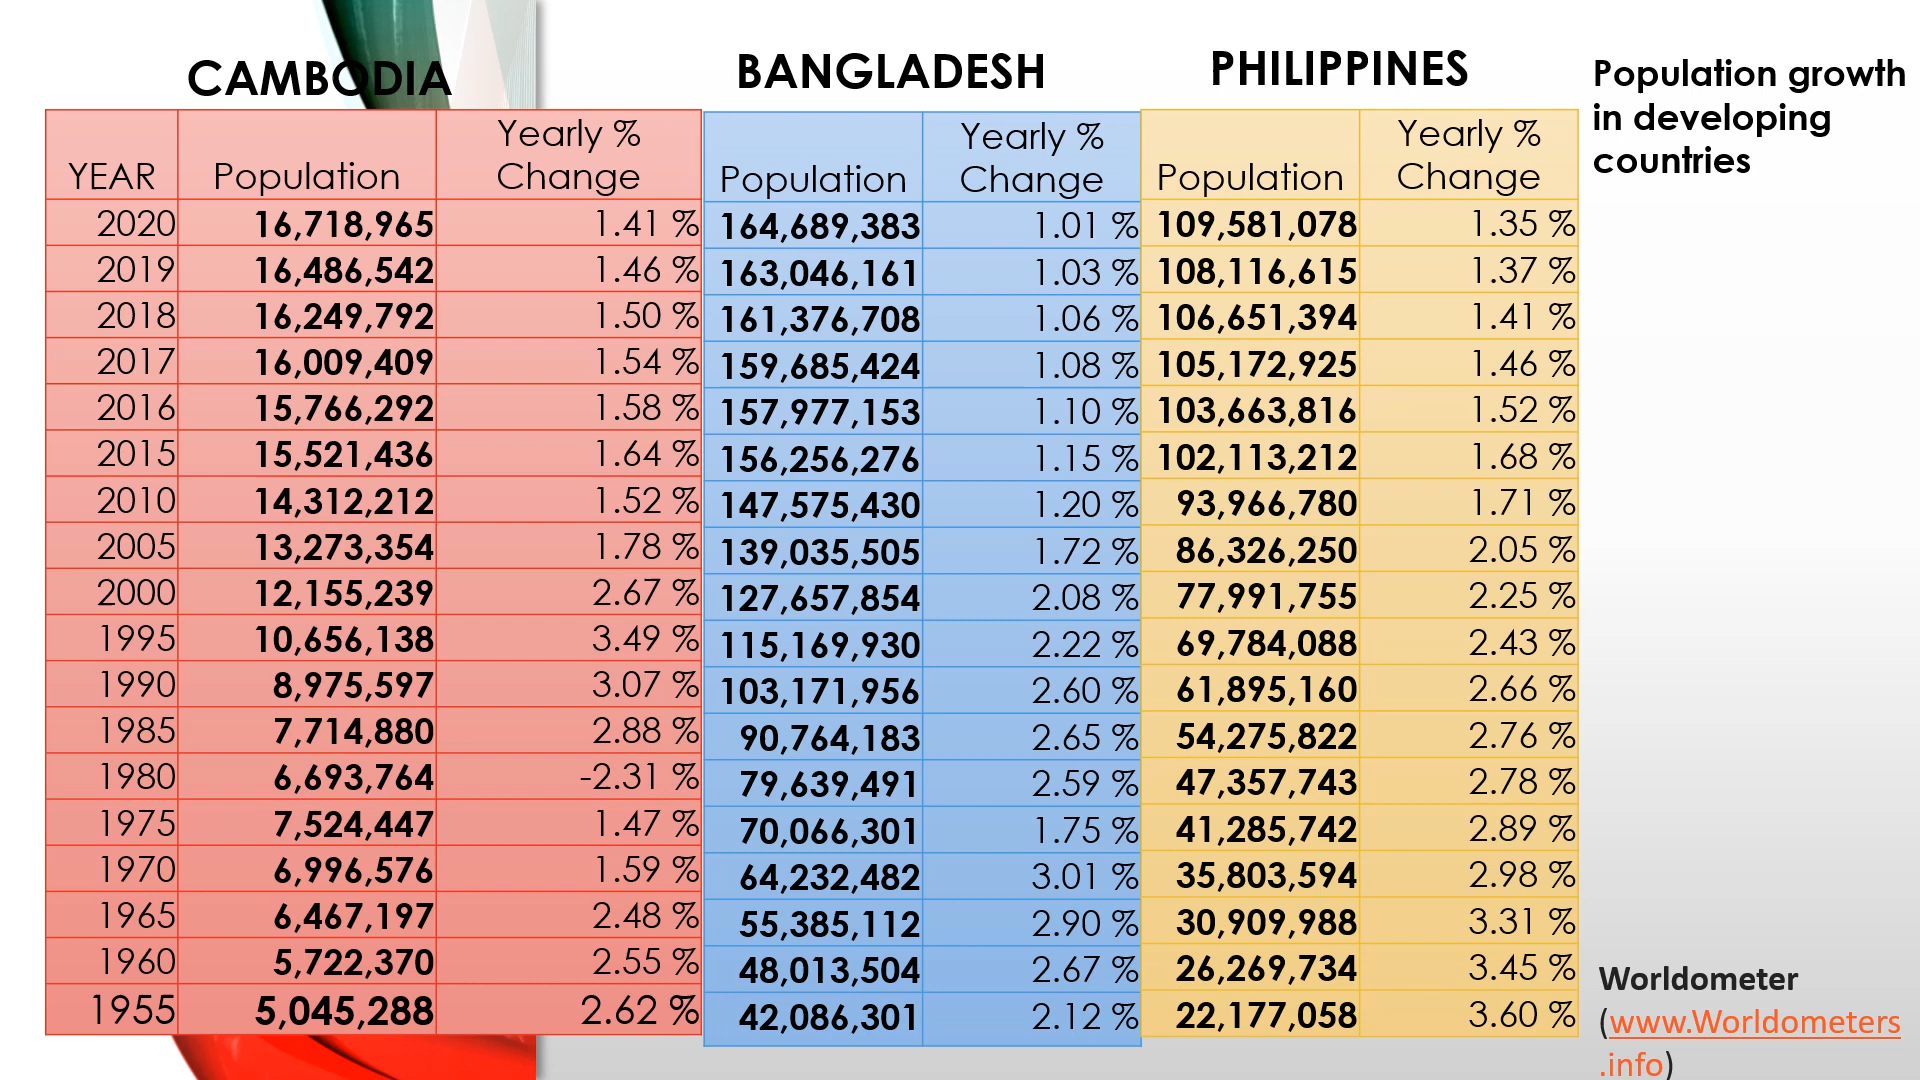 CAMBODIA BANGLADESH PHILIPPINES
Population growth
in developing
countries
YEAR Population Yearly % Change Population Yearly % Change Population Yearly % Change
2020 16,718,965 1.41 % 164,689,383 1.01 % 109,581,078 1.35 %
2019 16,486,542 1.46 % 163,046,161 1.03 % 108,116,615 1.37 %
2018 16,249,792 1.50 % 161,376,708 1.06 % 106,651,394 1.41 %
2017 16,009,409 1.54 % 159,685,424 1.08 % 105,172,925 1.46 %
2016 15,766,292 1.58 % 157,977,153 1.10 % 103,663,816 1.52 %
2015 15,521,436 1.64 % 156,256,276 1.15 % 102,113,212 1.68 %
2010 14,312,212 1.52 % 147,575,430 1.20 % 93,966,780 1.71 %
2005 13,273,354 1.78 % 139,035,505 1.72 % 86,326,250 2.05 %
2000 12,155,239 2.67 % 127,657,854 2.08 % 77,991,755 2.25 %
1995 10,656,138 3.49 % 115,169,930 2.22 % 69,784,088 2.43 %
1990 8,975,597 3.07 % 103,171,956 2.60 % 61,895,160 2.66 %
1985 7,714,880 2.88 % 90,764,183 2.65 % 54,275,822 2.76 %
1980 6,693,764 -2.31 % 79,639,491 2.59 % 47,357,743 2.78 %
1975 7,524,447 1.47 % 70,066,301 1.75 % 41,285,742 2.89 %
1970 6,996,576 1.59 % 64,232,482 3.01 % 35,803,594 2.98 %
1965 6,467,197 2.48 % 55,385,112 2.90 % 30,909,988 3.31 %
1960 5,722,370 2.55 % 48,013,504 2.67 % 26,269,734 3.45 %
1955 5,045,288 2.62 % 42,086,301 2.12 % 22,177,058 3.60 %
Worldometer
(www.Worldometers
.info)